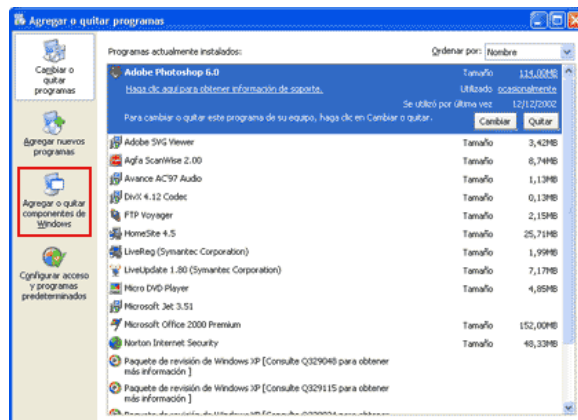 Agregar o quitar programas
Cambiar o
quitar
programas
Agregar nuevos
programas
Agregar o quitar
componentes de
Windows
Configurar acceso
y programas
predeterminados
Programas actualmente instalados:
Ordenar por: Nombre
Adobe Photoshop 6.0 Tamaño 114,00MB
Haga clic aquí para obtener información de soporte. Utilizado ocasionalmente
Se utilizó por última vez 12/12/2002
Para cambiar o quitar este programa de su equipo, haga clic en Cambiar o quitar. Cambiar Quitar
Adobe SVG Viewer Tamaño 3,42MB
Agfa ScanWise 2.00 Tamaño 8,74MB
Avance AC'97 Audio Tamaño 1,13MB
DivX 4.12 Codec Tamaño 0,13MB
FTP Voyager Tamaño 2,15MB
HomeSite 4.5 Tamaño 25,71MB
LiveReg (Symantec Corporation) Tamaño 1,99MB
LiveUpdate 1.80 (Symantec Corporation) Tamaño 7,17MB
Micro DVD Player Tamaño 4,85MB
Microsoft Jet 3.51
Microsoft Office 2000 Premium Tamaño 152,00MB
Norton Internet Security Tamaño 48,33MB
Paquete de revisión de Windows XP [Consulte Q329048 para obtener
más información ]
Paquete de revisión de Windows XP [Consulte Q329115 para obtener
más información ]